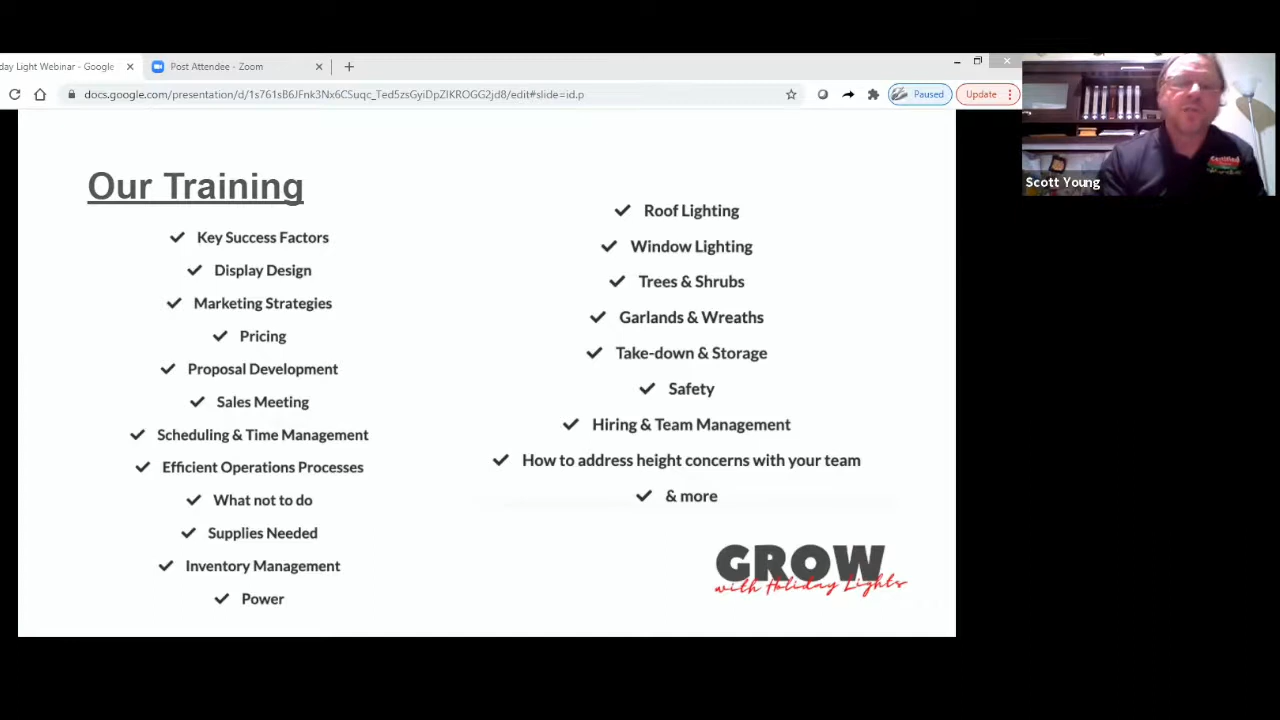 day Light Webinar - Google
Post Attendee - Zoom
docs.google.com/presentation/d/1s761sB6JFnk3Nx6CSuqc_Ted5zsGyiDpZIKROGG2jd8/edit#slide=id.p
Paused
Update
Scott Young
Our Training
Key Success Factors
Display Design
Marketing Strategies
Pricing
Proposal Development
Sales Meeting
Scheduling & Time Management
Efficient Operations Processes
What not to do
Supplies Needed
Inventory Management
Power
Roof Lighting
Window Lighting
Trees & Shrubs
Garlands & Wreaths
Take-down & Storage
Safety
Hiring & Team Management
How to address height concerns with your team
& more
GROW
with Holiday Lights
Certified